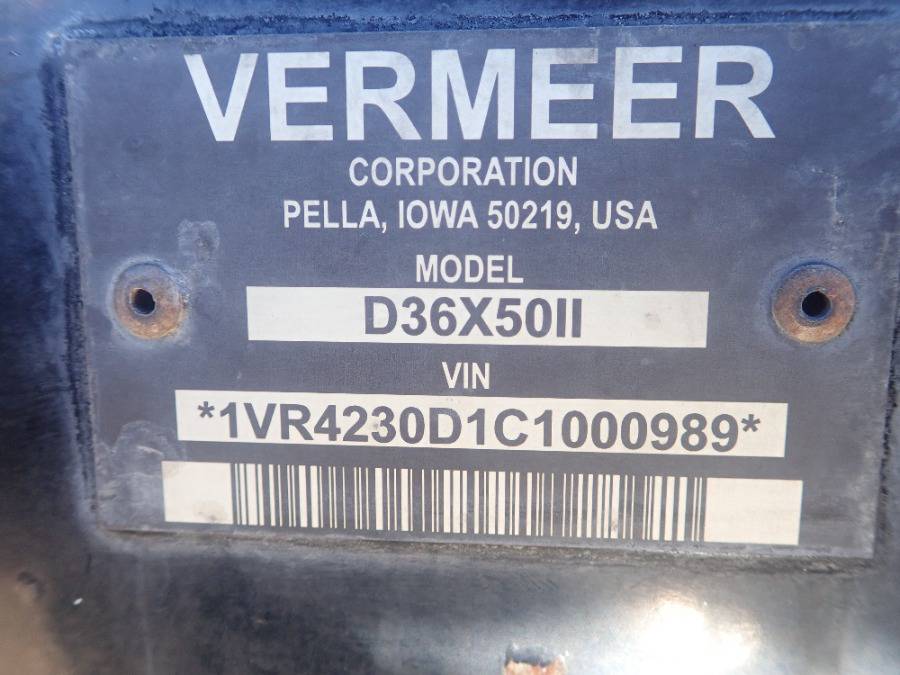 VERMEER
CORPORATION
PELLA, IOWA 50219, USA
MODEL
D36X50II
VIN
*1VR4230D1C1000989*